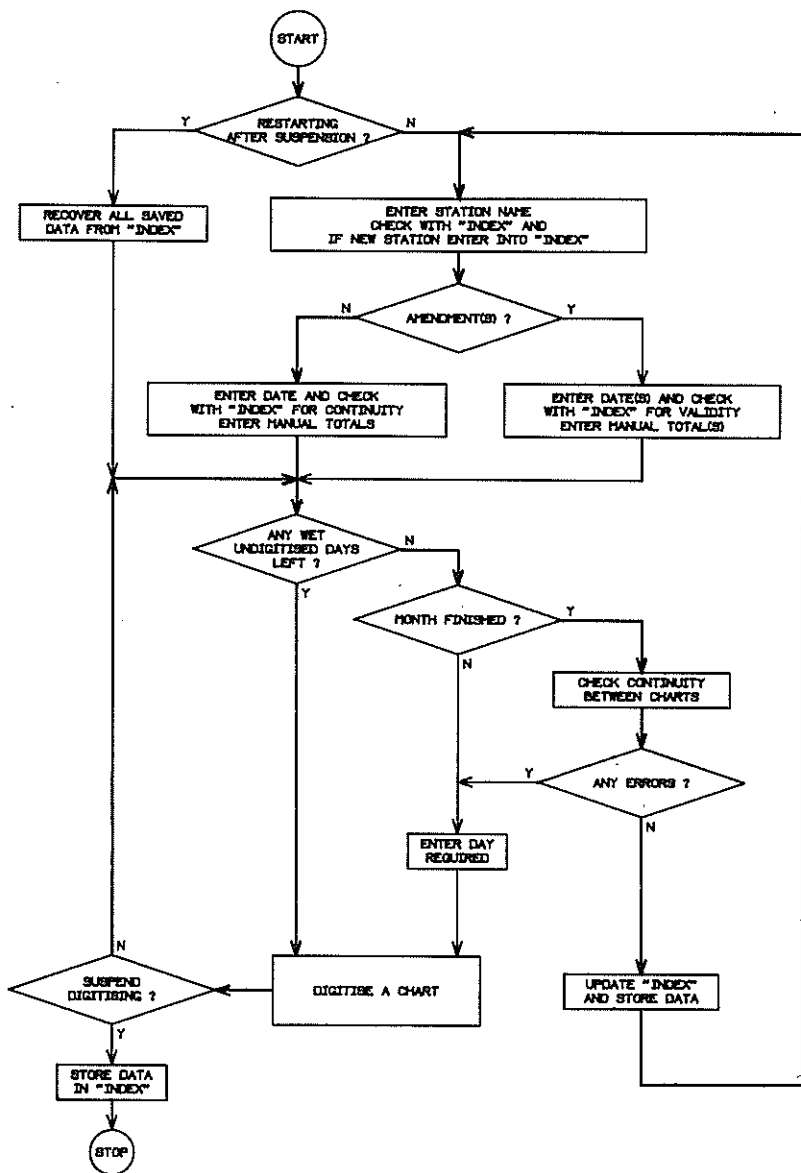 START
RESTARTING
AFTER SUSPENSION ?
Y
N
RECOVER ALL SAVED
DATA FROM "INDEX"
ENTER STATION NAME
CHECK WITH "INDEX" AND
IF NEW STATION ENTER INTO "INDEX"
AMENDMENT(S) ?
N
Y
ENTER DATE AND CHECK
WITH "INDEX" FOR CONTINUITY
ENTER MANUAL TOTALS
ENTER DATE(S) AND CHECK
WITH "INDEX" FOR VALIDITY
ENTER MANUAL TOTAL(S)
ANY WET
UNDIGITISED DAYS
LEFT ?
N
Y
MONTH FINISHED ?
Y
N
CHECK CONTINUITY
BETWEEN CHARTS
ANY ERRORS ?
Y
N
ENTER DAY
REQUIRED
DIGITISE A CHART
SUSPEND
DIGITISING ?
N
Y
UPDATE "INDEX"
AND STORE DATA
STORE DATA
IN "INDEX"
STOP